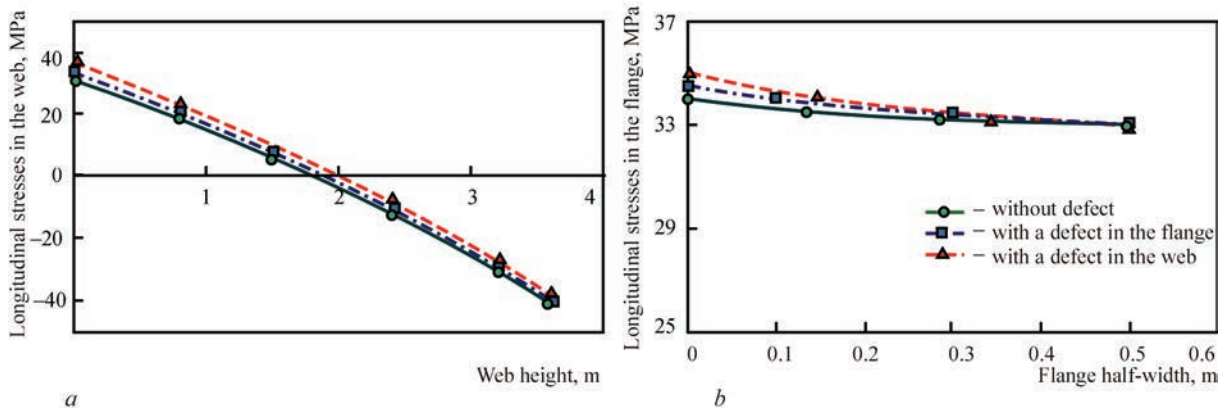 Longitudinal stresses in the web, MPa
40
20
0
–20
–40
1
2
3
4
Web height, m
a
Longitudinal stresses in the flange, MPa
37
33
29
25
– without defect
– with a defect in the flange
– with a defect in the web
0
0.1
0.2
0.3
0.4
0.5
0.6
Flange half-width, m
b